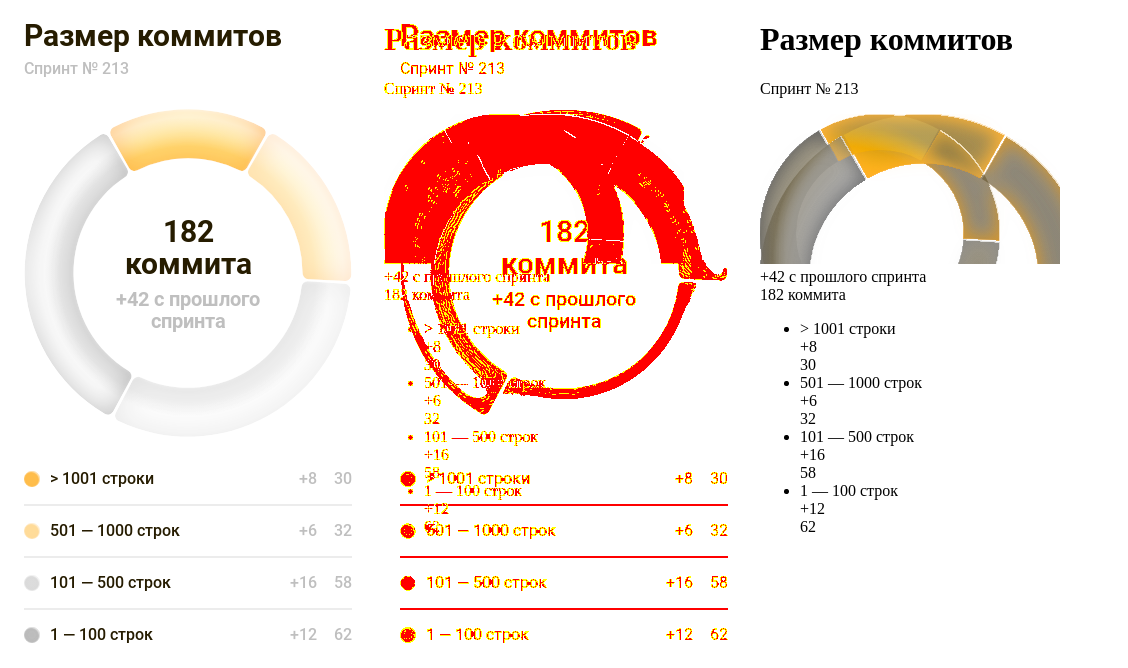 Размер коммитов
Спринт № 213
182
коммита
+42 с прошлого
спринта
> 1001 строки +8 30
501 — 1000 строк +6 32
101 — 500 строк +16 58
1 — 100 строк +12 62
Размер коммитов
Размер коммитов
Спринт № 213
Спринт № 213
182
коммита
+42 с прошлого спринта
182 коммита
+42 с прошлого
спринта
> 1001 строки
+8
30
501 — 1000 строк
+6
32
101 — 500 строк
+16
58
> 1001 строки +8 30
1 — 100 строк
+12
62
501 — 1000 строк +6 32
101 — 500 строк +16 58
1 — 100 строк +12 62
Размер коммитов
Спринт № 213
+42 с прошлого спринта
182 коммита
> 1001 строки
+8
30
501 — 1000 строк
+6
32
101 — 500 строк
+16
58
1 — 100 строк
+12
62